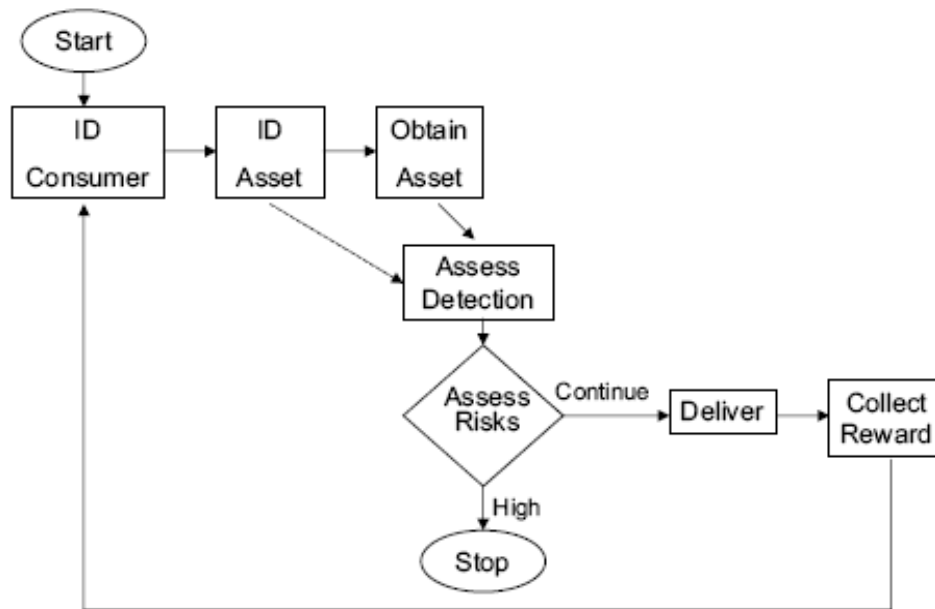 Start
ID
Consumer
ID
Asset
Obtain
Asset
Assess
Detection
Assess
Risks
Continue
Deliver
Collect
Reward
High
Stop